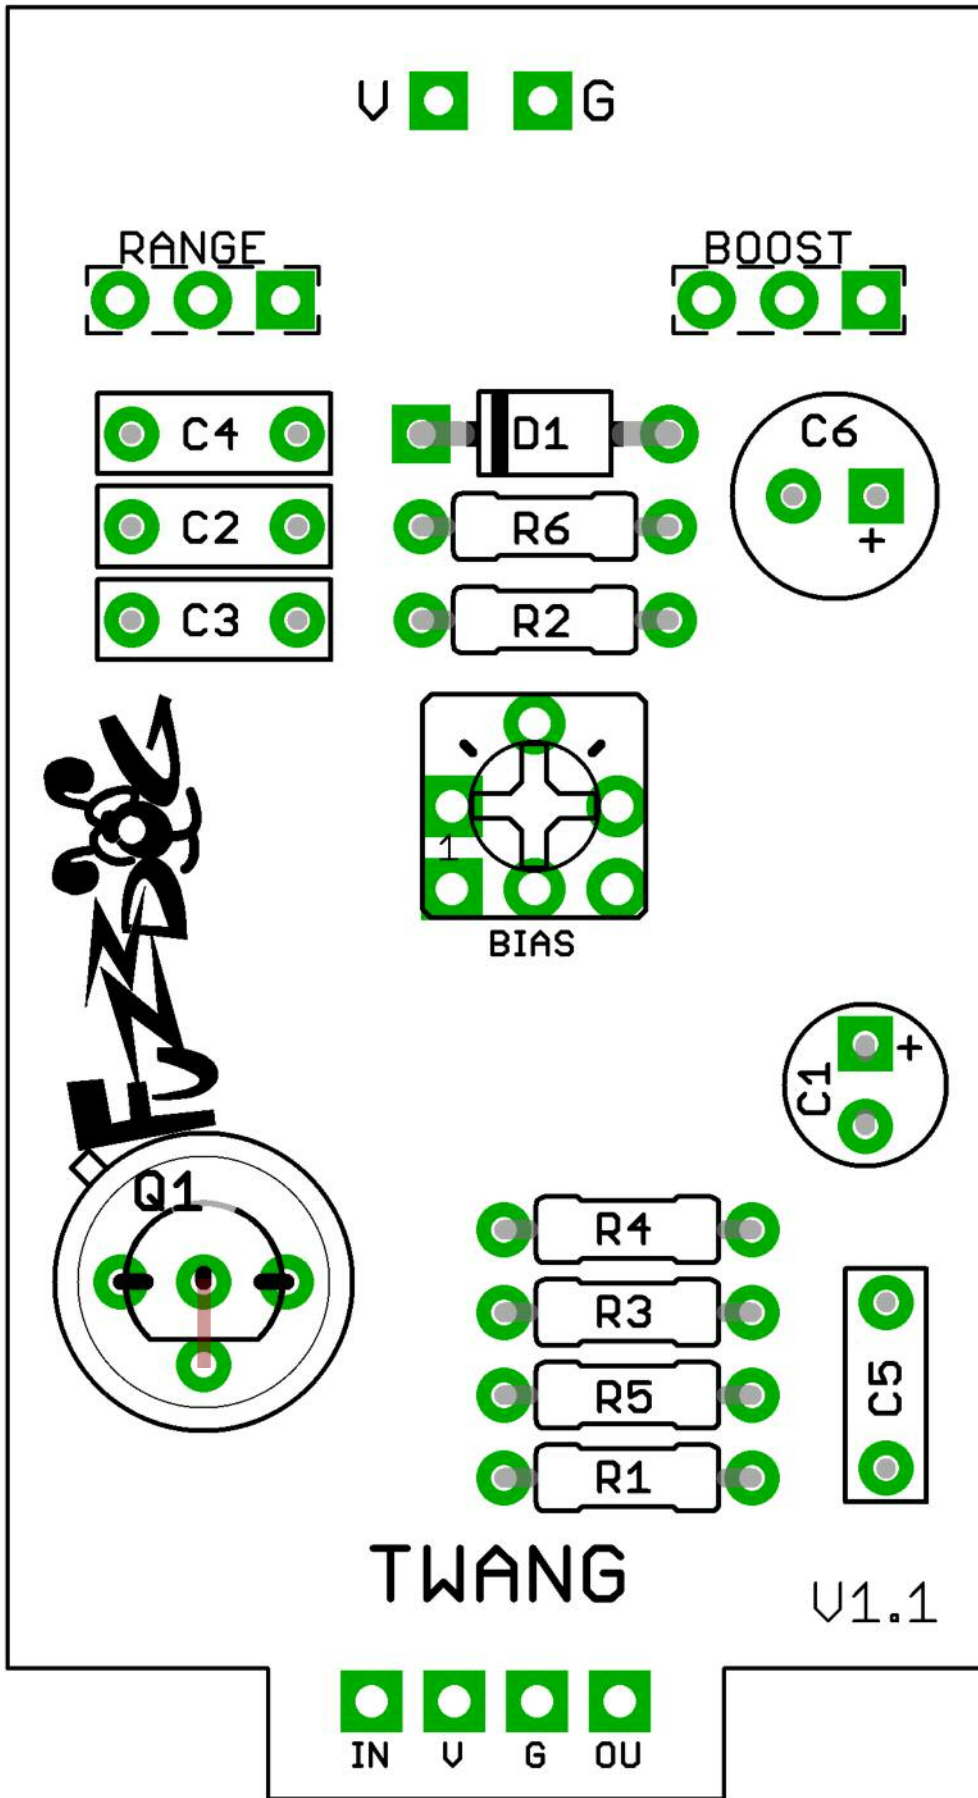 V G
RANGE BOOST
C4 D1 C6
+
C2 R6
C3 R2
1
BIAS
FUZZDOG
C1 +
Q1
R4
R3
R5 C5
R1
TWANG
V1.1
IN V G OU